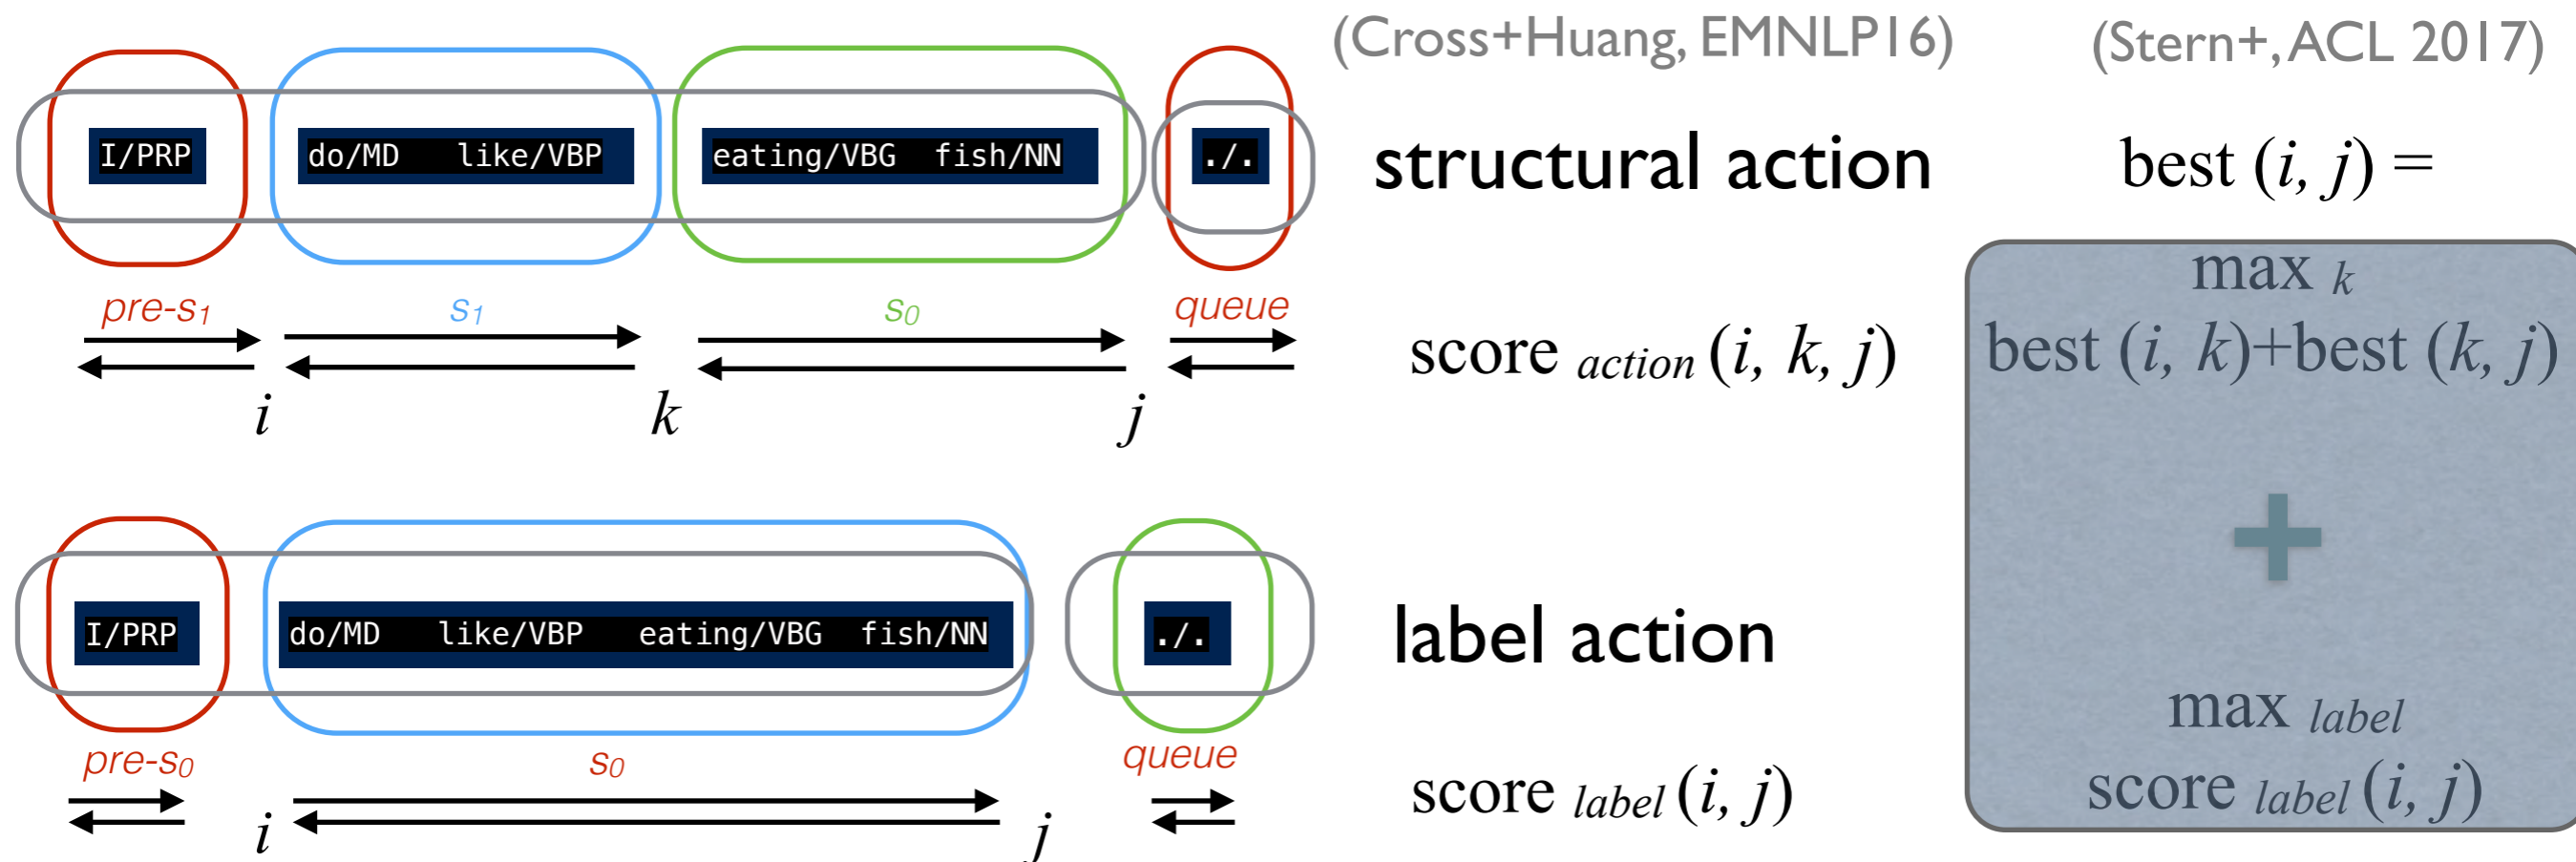 (Cross+Huang, EMNLP16) (Stern+, ACL 2017)
I/PRP do/MD like/VBP eating/VBG fish/NN ./. structural action best (i, j) =
pre-s1 s1 s0 queue max k
score action (i, k, j) best (i, k)+best (k, j)
i k j
+
I/PRP do/MD like/VBP eating/VBG fish/NN ./. label action
max label
pre-s0 s0 queue
score label (i, j) score label (i, j)
i j